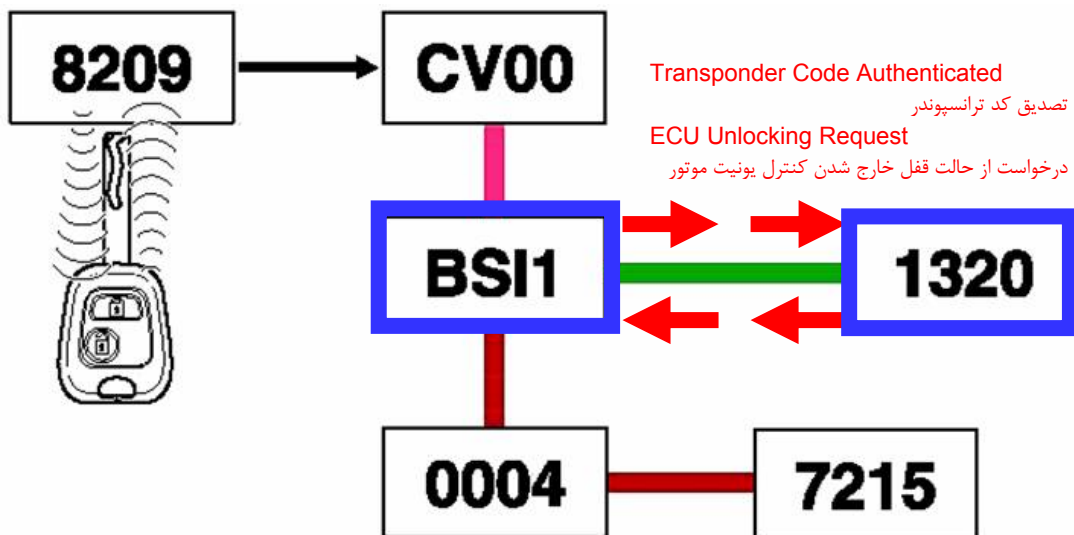 8209
CV00
Transponder Code Authenticated
تصدیق کد ترانسپوندر
ECU Unlocking Request
درخواست از حالت قفل خارج شدن کنترل یونیت موتور
BSI1
1320
0004
7215